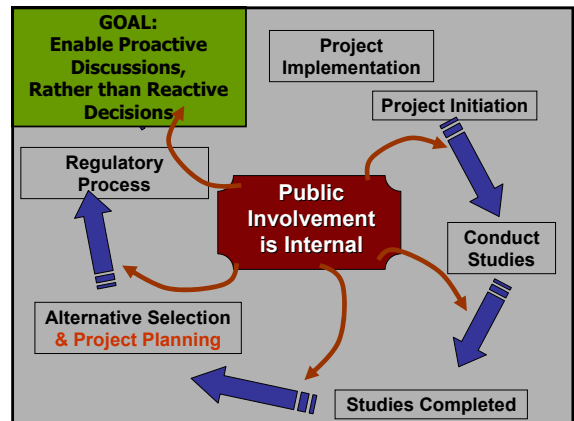 GOAL:
Enable Proactive
Discussions,
Rather than Reactive
Decisions
Project
Implementation
Project Initiation
Regulatory
Process
Public
Involvement
is Internal
Conduct
Studies
Alternative Selection
& Project Planning
Studies Completed